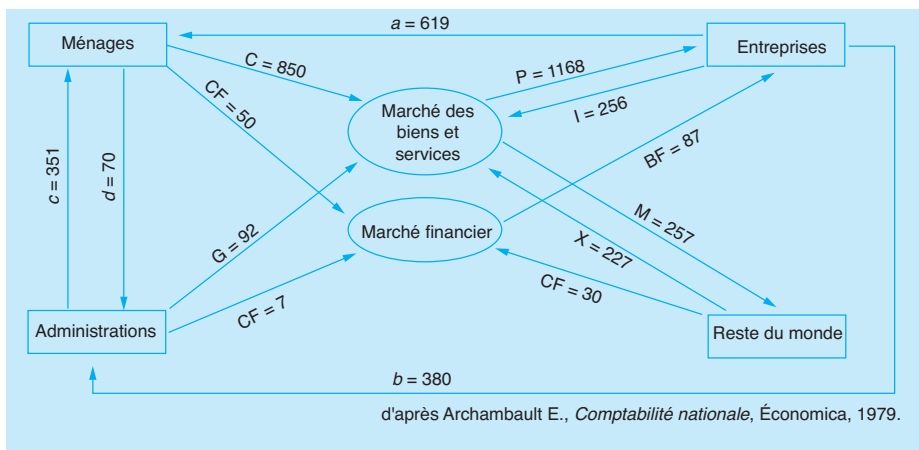 a = 619
Ménages
Entreprises
C = 850
P = 1168
I = 256
CF = 50
Marché des
biens et
services
BF = 87
c = 351
d = 70
G = 92
Marché financier
M = 257
X = 227
CF = 7
CF = 30
Administrations
Reste du monde
b = 380
d'après Archambault E., Comptabilité nationale, Économica, 1979.